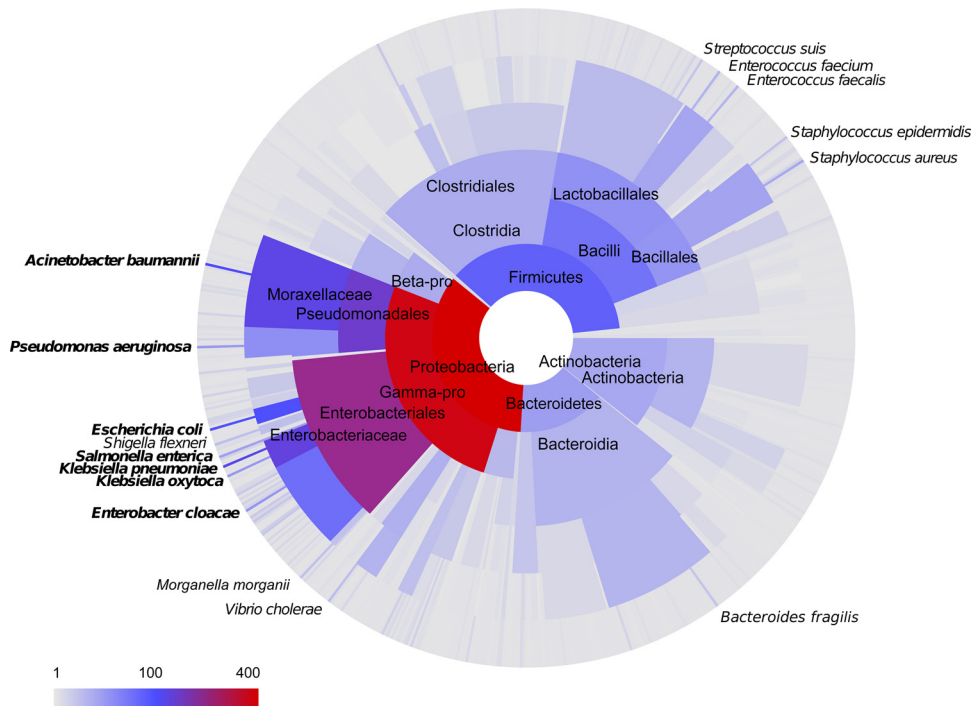 Streptococcus suis
Enterococcus faecium
Enterococcus faecalis
Staphylococcus epidermidis
Staphylococcus aureus
Clostridiales
Lactobacillales
Clostridia
Bacilli
Bacillales
Firmicutes
Beta-pro
Acinetobacter baumannii
Moraxellaceae
Pseudomonadales
Pseudomonas aeruginosa
Proteobacteria
Actinobacteria
Actinobacteria
Gamma-pro
Bacteroidetes
Enterobacteriales
Escherichia coli
Enterobacteriaceae
Bacteroidia
Shigella flexneri
Salmonella enterica
Klebsiella pneumoniae
Klebsiella oxytoca
Enterobacter cloacae
Morganella morganii
Vibrio cholerae
Bacteroides fragilis
1 100 400